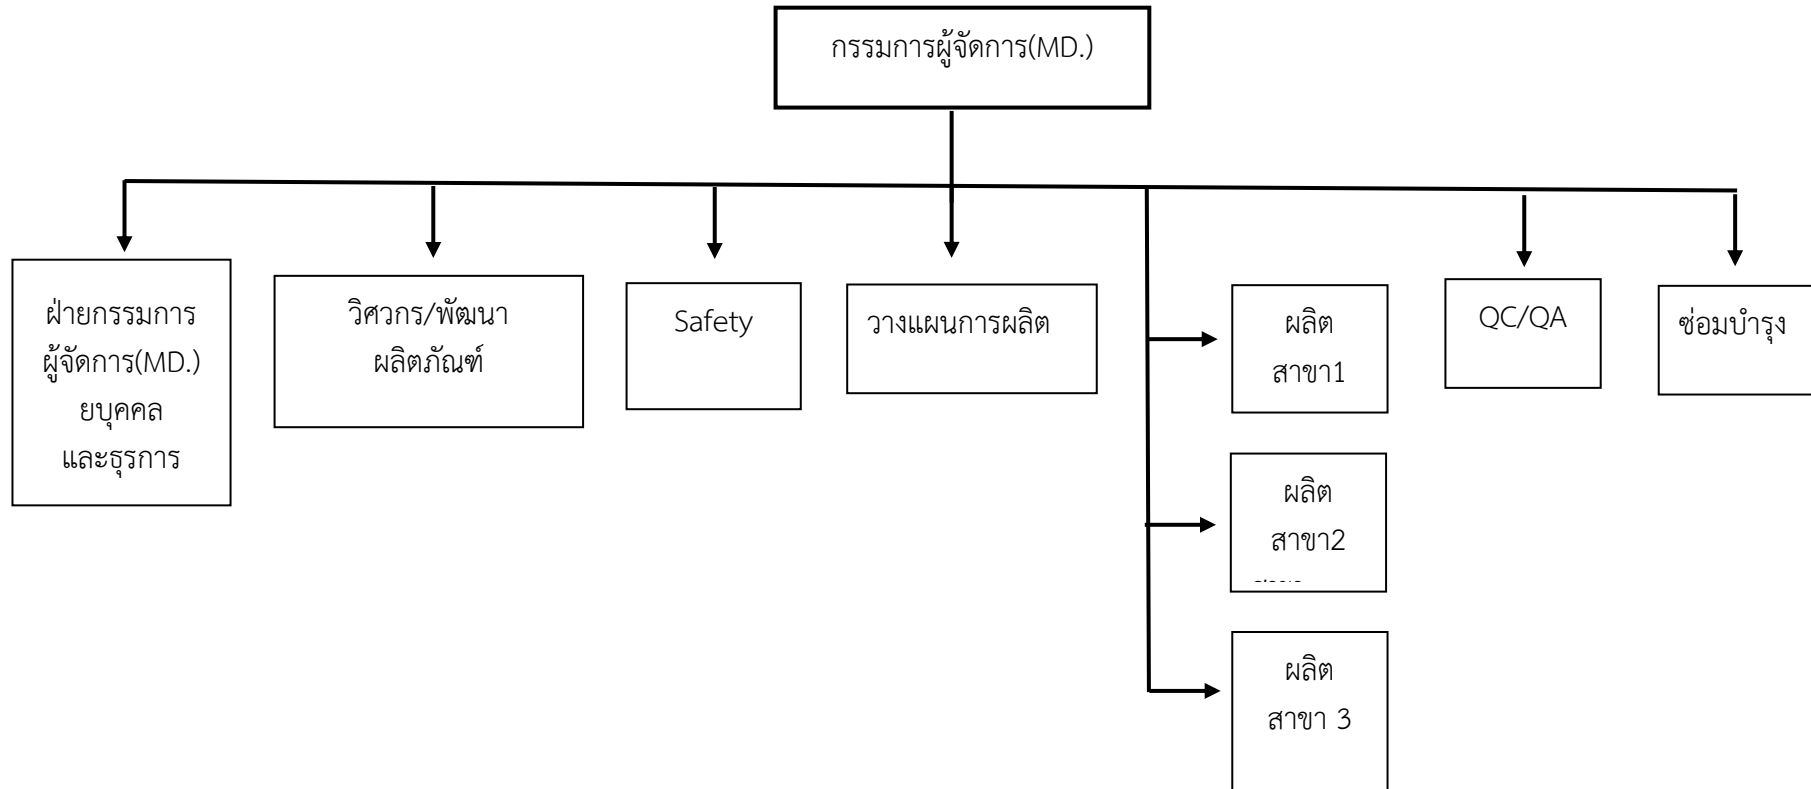 กรรมการผู้จัดการ(MD.)
ฝ่ายกรรมการ
ผู้จัดการ(MD.)
ยบุคคล
และธุรการ
วิศวกร/พัฒนา
ผลิตภัณฑ์
Safety
วางแผนการผลิต
ผลิต
สาขา1
ผลิต
สาขา2
ผลิต
สาขา 3
QC/QA
ซ่อมบำรุง